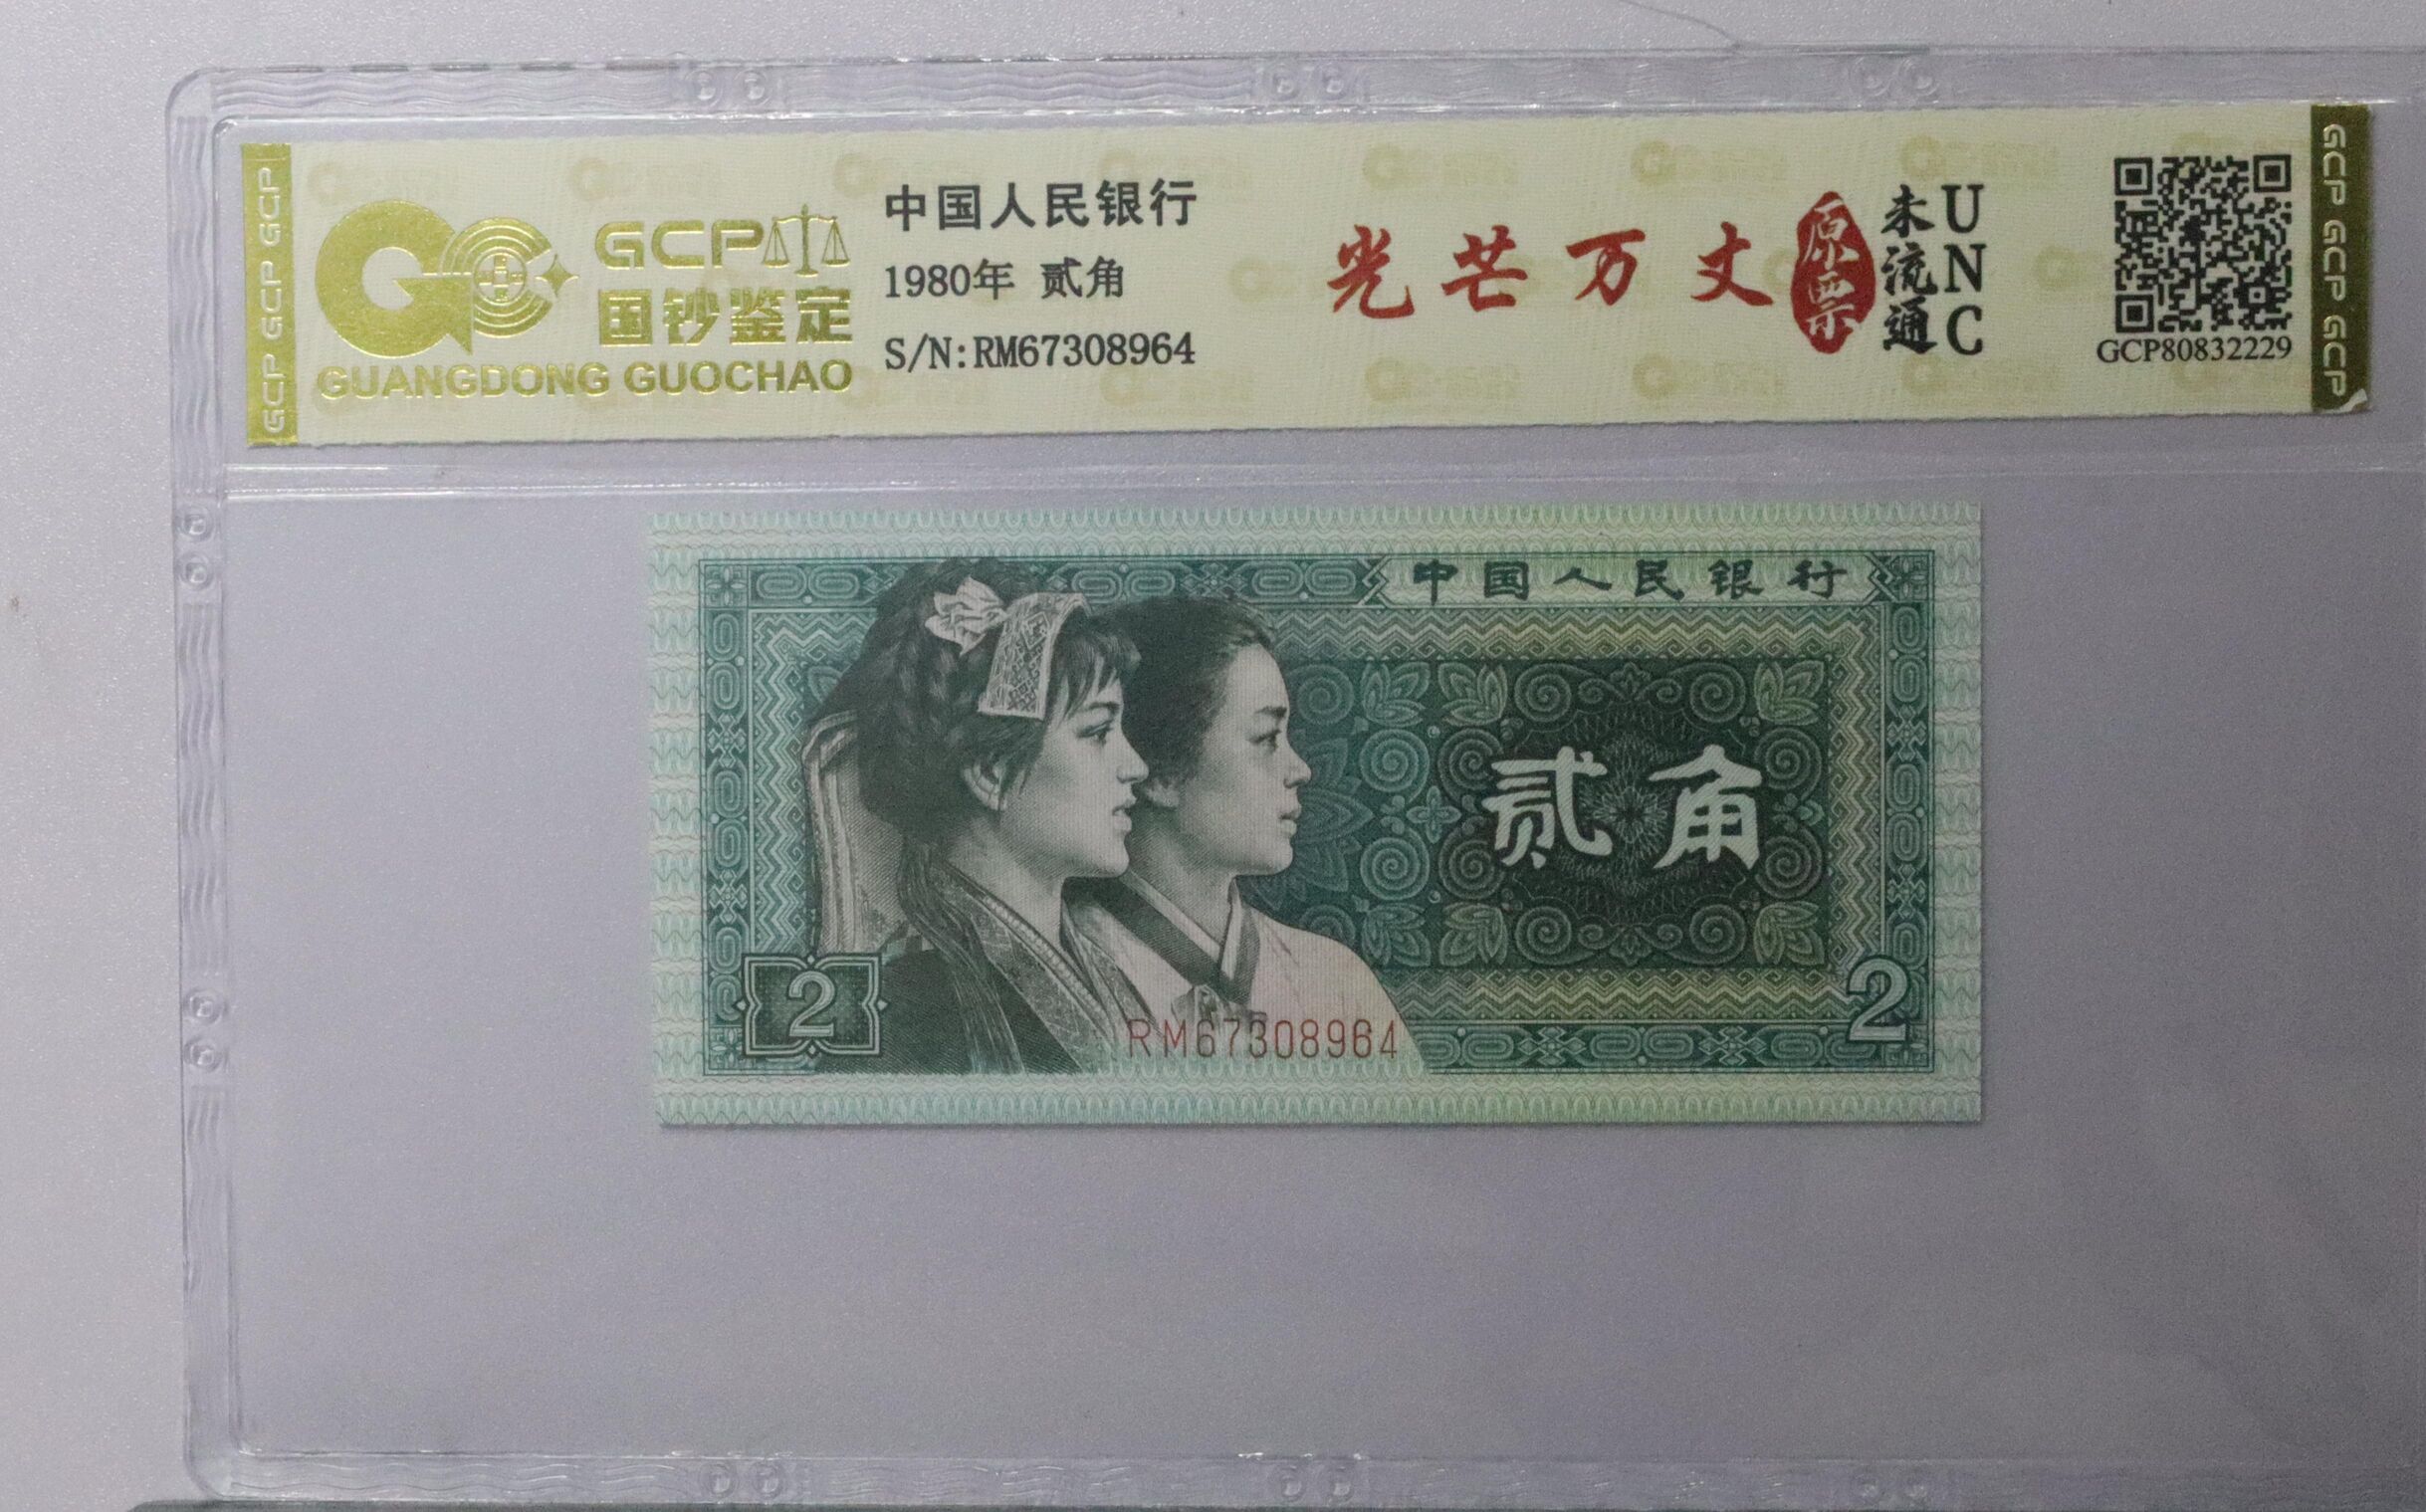 GCP GCP GCP
GCP
国钞鉴定
GUANGDONG GUOCHAO
中国人民银行
1980年 贰角
S/N:RM67308964
光芒万丈
原票
未流通
UNC
GCP80832229
GCP GCP GCP
中国人民银行
贰角
2
RM67308964
2